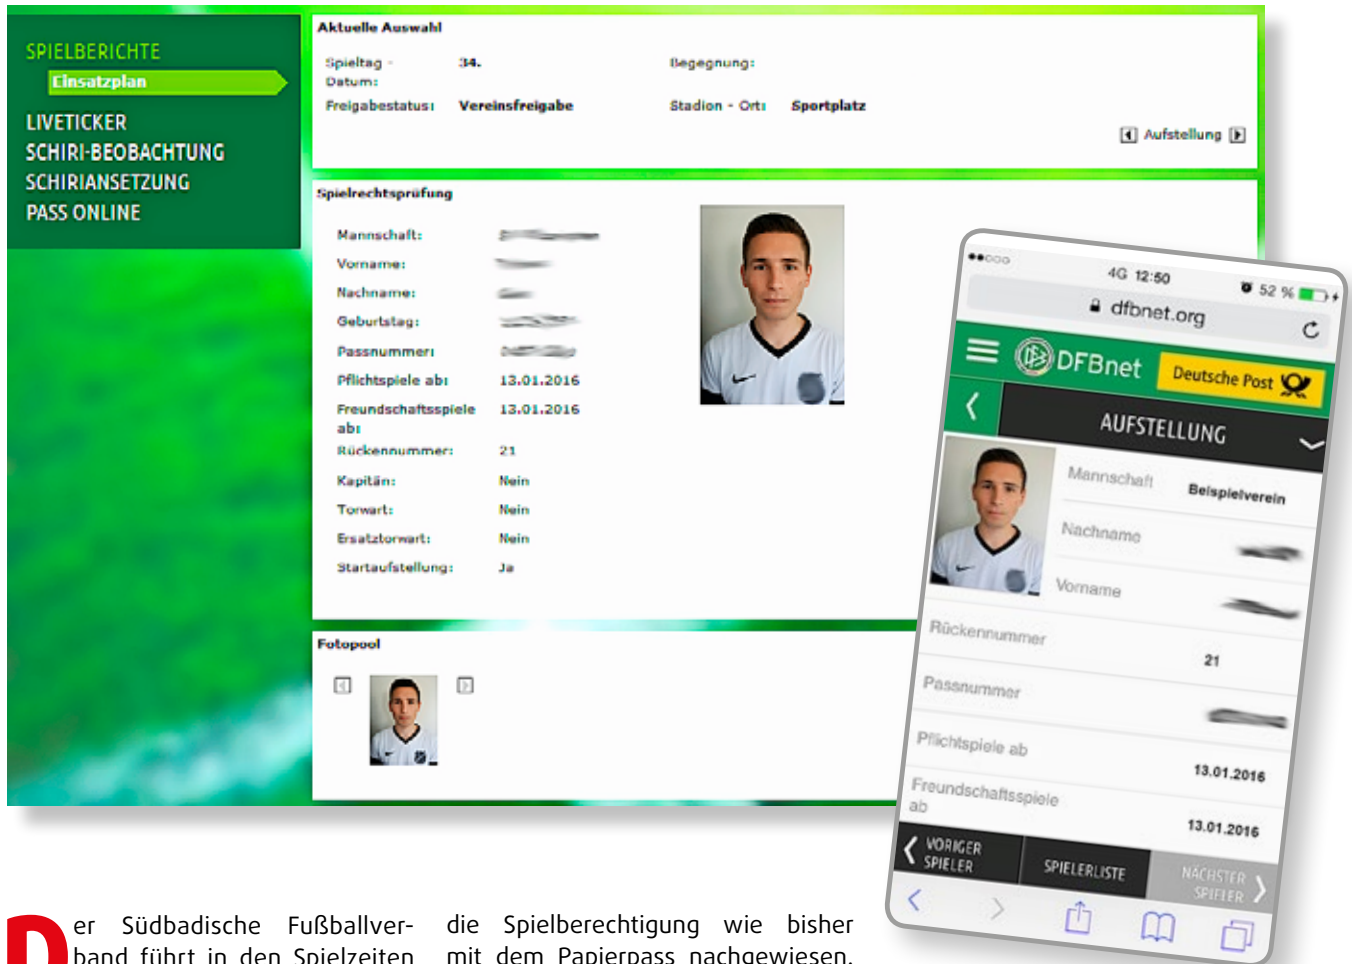 SPIELBERICHTE
Einsatzplan
LIVETICKER
SCHIRI-BEOBACHTUNG
SCHIRIANSETZUNG
PASS ONLINE
Aktuelle Auswahl
Spieltag - Datum: 34. Begegnung:
Freigabestatus: Vereinsfreigabe Stadion - Ort: Sportplatz
Aufstellung
Spielrechtsprüfung
Mannschaft:
Vorname:
Nachname:
Geburtstag:
Passnummer:
Pflichtspiele ab: 13.01.2016
Freundschaftsspiele ab: 13.01.2016
Rückennummer: 21
Kapitän: Nein
Torwart: Nein
Ersatztorwart: Nein
Startaufstellung: Ja
Fotopool
4G 12:50 52 %
dfbnet.org
DFBnet Deutsche Post
AUFSTELLUNG
Mannschaft Beispielverein
Nachname
Vorname
Rückennummer 21
Passnummer
Pflichtspiele ab 13.01.2016
Freundschaftsspiele ab 13.01.2016
VORIGER SPIELER SPIELERLISTE NÄCHSTER SPIELER
Der Südbadische Fußballver-
band führt in den Spielzeiten
die Spielberechtigung wie bisher
mit dem Papierpass nachgewiesen.